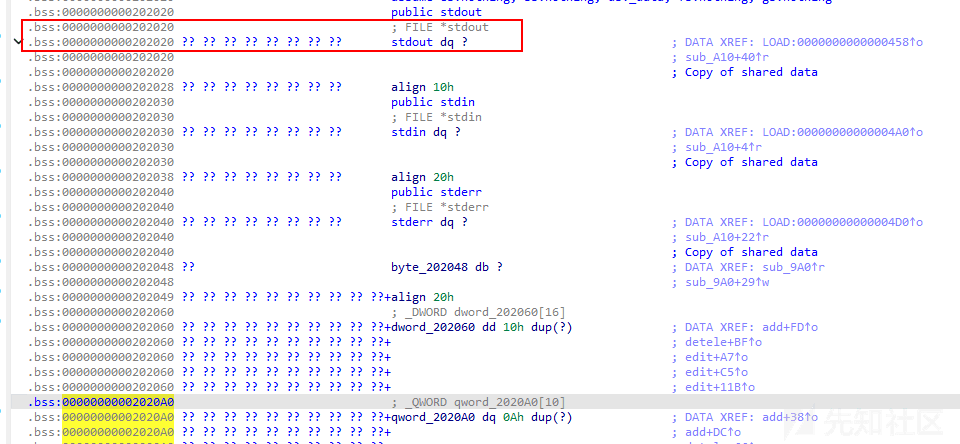 .bss:0000000000202020 public stdout
.bss:0000000000202020 ; FILE *stdout
.bss:0000000000202020 ?? ?? ?? ?? ?? ?? ?? ?? stdout dq ? ; DATA XREF: LOAD:0000000000000458↑o
.bss:0000000000202020 ; sub_A10+40↑r
.bss:0000000000202020 ; Copy of shared data
.bss:0000000000202028 ?? ?? ?? ?? ?? ?? ?? ?? align 10h
.bss:0000000000202030 public stdin
.bss:0000000000202030 ; FILE *stdin
.bss:0000000000202030 ?? ?? ?? ?? ?? ?? ?? ?? stdin dq ? ; DATA XREF: LOAD:00000000000004A0↑o
.bss:0000000000202030 ; sub_A10+4↑r
.bss:0000000000202030 ; Copy of shared data
.bss:0000000000202038 ?? ?? ?? ?? ?? ?? ?? ?? align 20h
.bss:0000000000202040 public stderr
.bss:0000000000202040 ; FILE *stderr
.bss:0000000000202040 ?? ?? ?? ?? ?? ?? ?? ?? stderr dq ? ; DATA XREF: LOAD:00000000000004D0↑o
.bss:0000000000202040 ; sub_A10+22↑r
.bss:0000000000202040 ; Copy of shared data
.bss:0000000000202048 ?? byte_202048 db ? ; DATA XREF: sub_9A0↑r
.bss:0000000000202048 ; sub_9A0+29↑w
.bss:0000000000202049 ?? ?? ?? ?? ?? ?? ?? ?? ??+align 20h
.bss:0000000000202060 ; _DWORD dword_202060[16]
.bss:0000000000202060 ?? ?? ?? ?? ?? ?? ?? ?? ??+dword_202060 dd 10h dup(?) ; DATA XREF: add+FD↑o
.bss:0000000000202060 ?? ?? ?? ?? ?? ?? ?? ?? ??+ ; detele+BF↑o
.bss:0000000000202060 ?? ?? ?? ?? ?? ?? ?? ?? ??+ ; edit+A7↑o
.bss:0000000000202060 ?? ?? ?? ?? ?? ?? ?? ?? ??+ ; edit+C5↑o
.bss:0000000000202060 ?? ?? ?? ?? ?? ?? ?? ?? ??+ ; edit+11B↑o
.bss:00000000002020A0 ; _QWORD qword_2020A0[10]
.bss:00000000002020A0 ?? ?? ?? ?? ?? ?? ?? ?? ??+qword_2020A0 dq 0Ah dup(?) ; DATA XREF: add+38↑o
.bss:00000000002020A0 ?? ?? ?? ?? ?? ?? ?? ?? ??+ ; add+DC↑o
先知社区